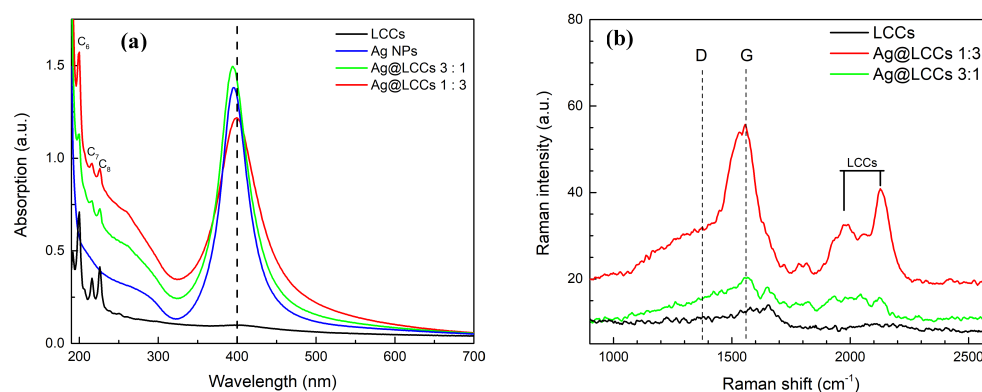 (a)
LCCs
Ag NPs
Ag@LCCs 3 : 1
Ag@LCCs 1 : 3
C6
C7
C8
Absorption (a.u.)
1.5
1.0
0.5
0.0
200 300 400 500 600 700
Wavelength (nm)
(b)
LCCs
Ag@LCCs 1:3
Ag@LCCs 3:1
D G
LCCs
Raman intensity (a.u.)
80
60
40
20
1000 1500 2000 2500
Raman shift (cm-1)